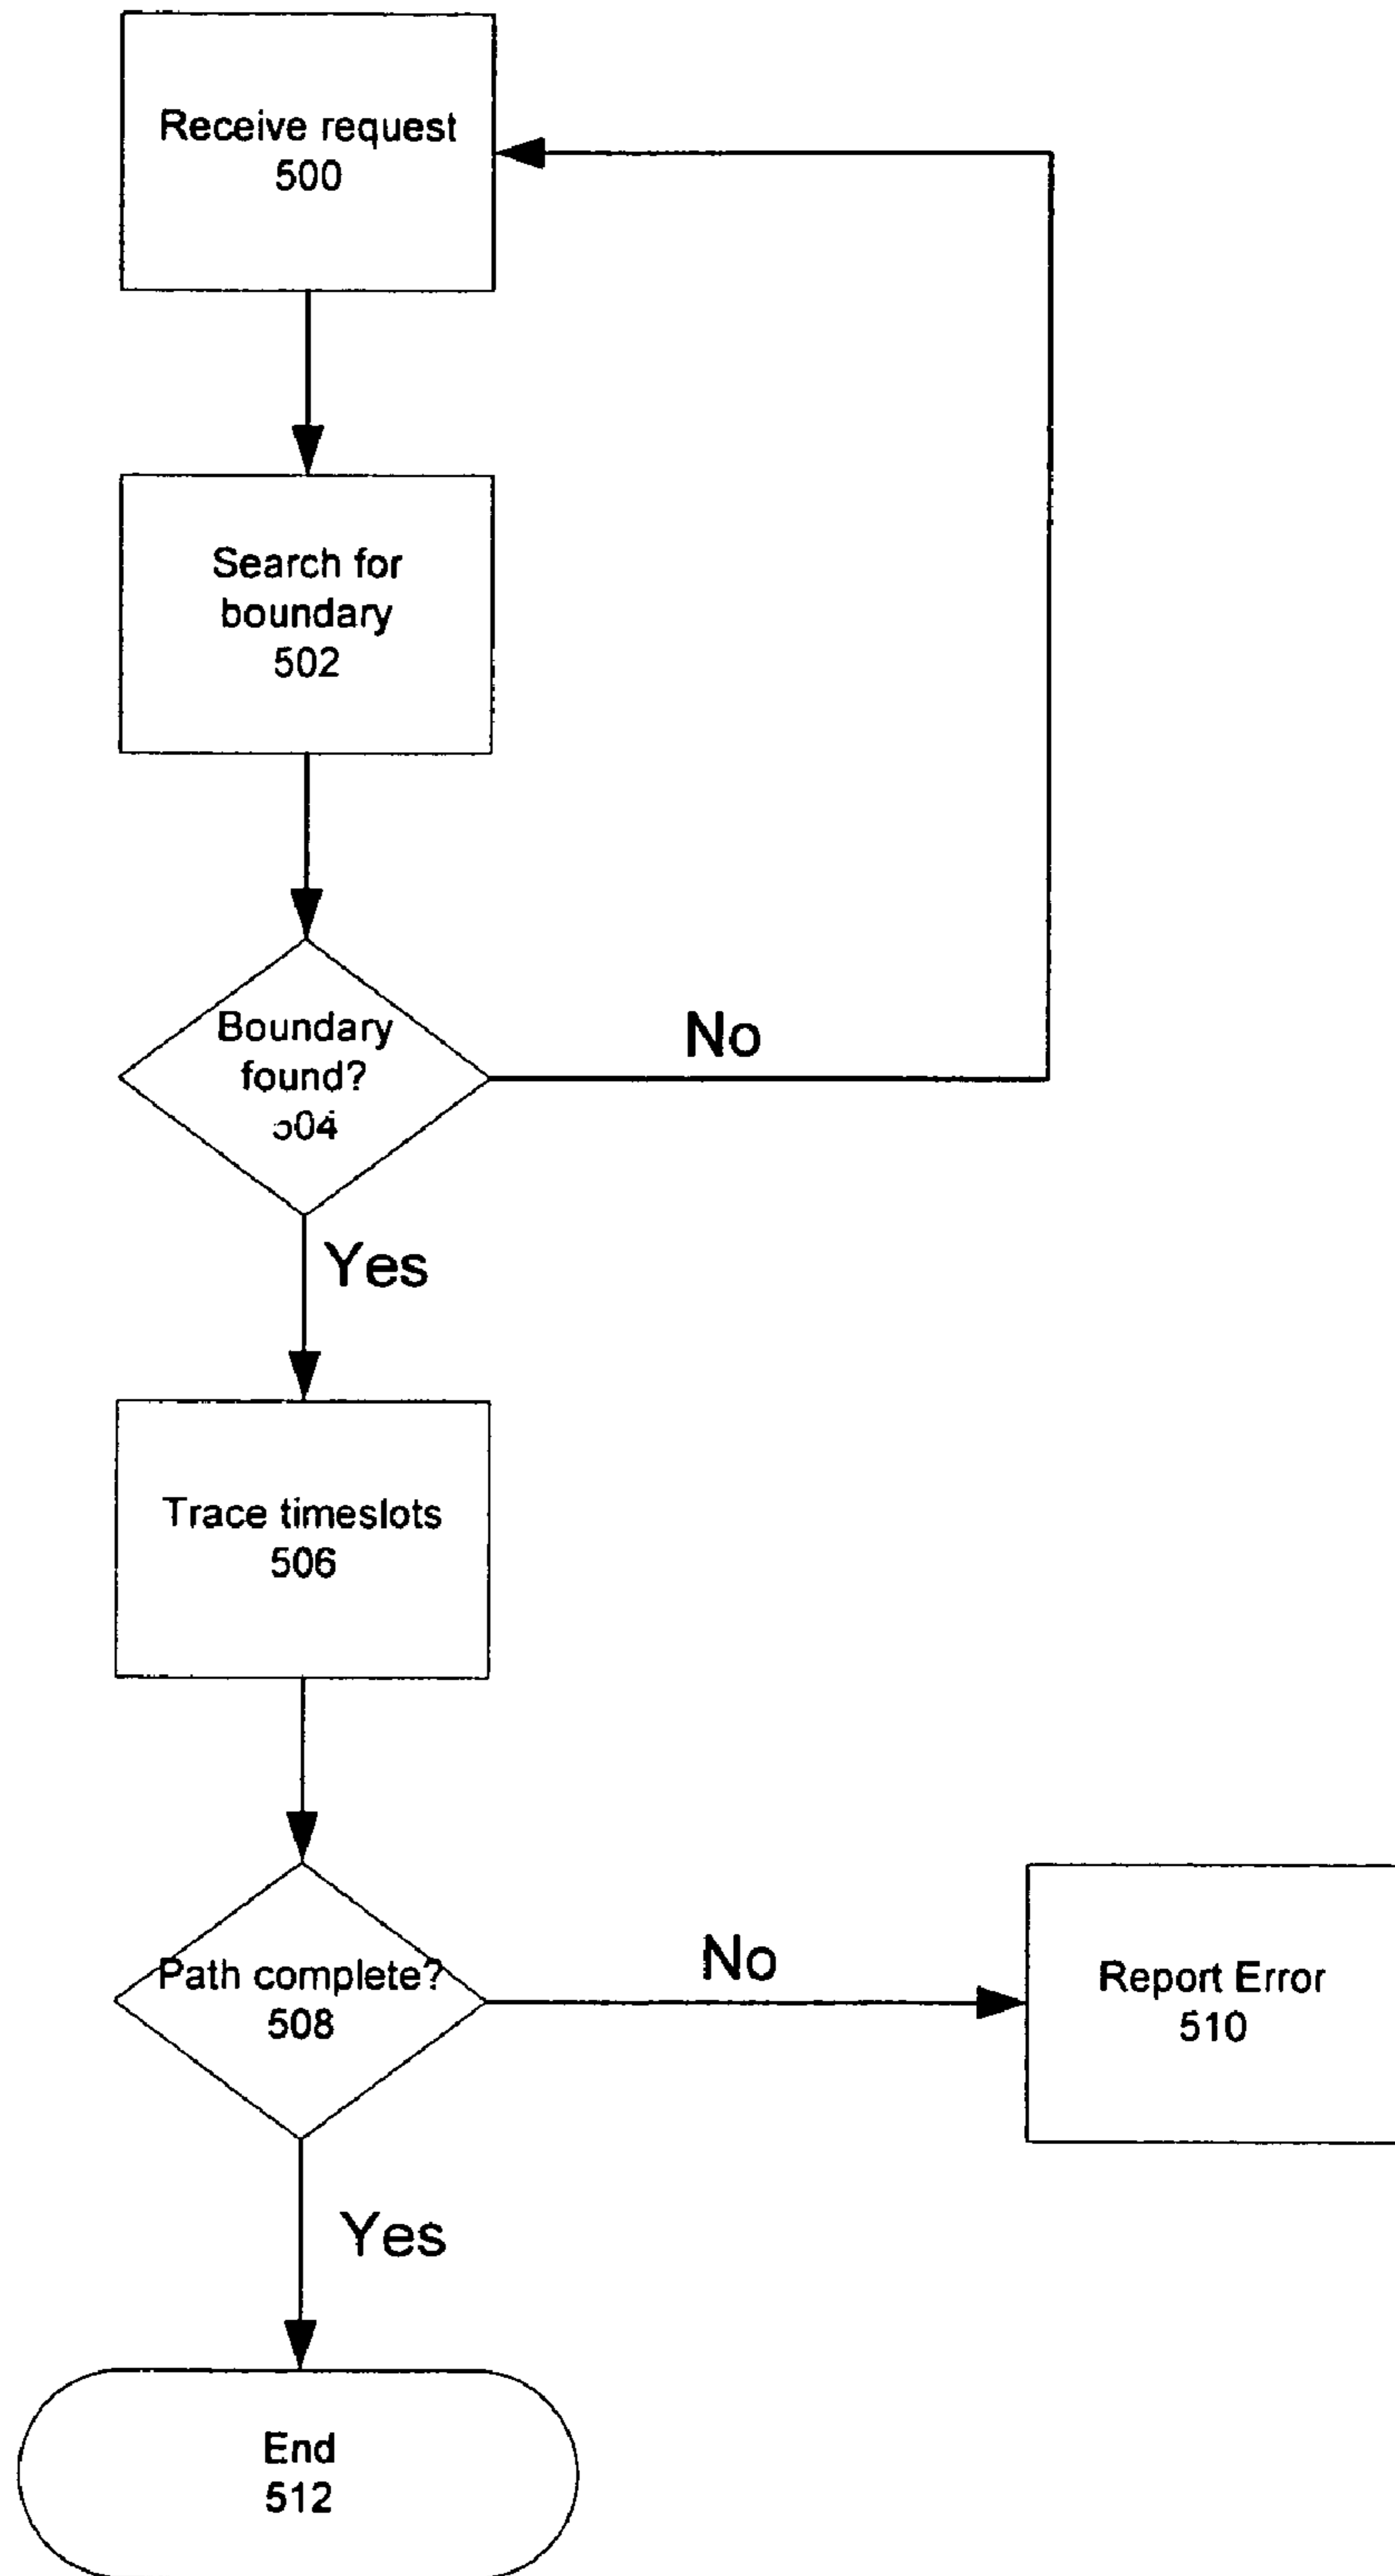 Receive request
500
Search for
boundary
502
Boundary
found?
504
No
Yes
Trace timeslots
506
Path complete?
508
No
Report Error
510
Yes
End
512